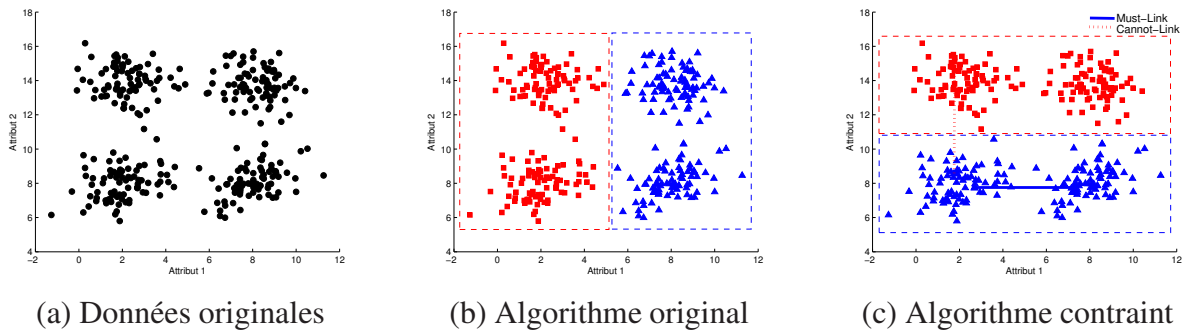 18
16
14
12
10
8
6
4
Attribut 2
−2 0 2 4 6 8 10 12
Attribut 1
(a) Données originales
18
16
14
12
10
8
6
4
Attribut 2
−2 0 2 4 6 8 10 12
Attribut 1
(b) Algorithme original
18
16
14
12
10
8
6
4
Attribut 2
Must−Link
Cannot−Link
−2 0 2 4 6 8 10 12
Attribut 1
(c) Algorithme contraint